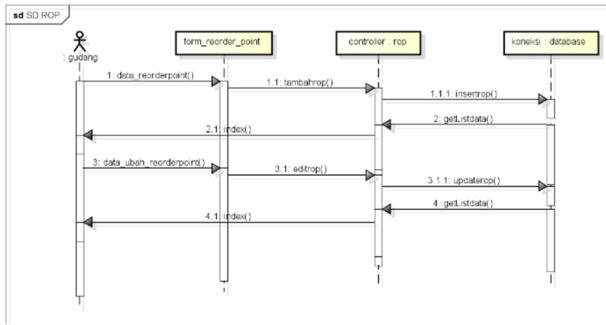 sd SD ROP
: gudang
form_reorder_point
controller : rop
koneksi : database
1: data_reorderpoint()
1.1: tambahrop()
1.1.1: insertrop()
2: getListdata()
2.1: index()
3: data_ubah_reorderpoint()
3.1: editrop()
3.1.1: updaterop()
4: getListdata()
4.1: index()